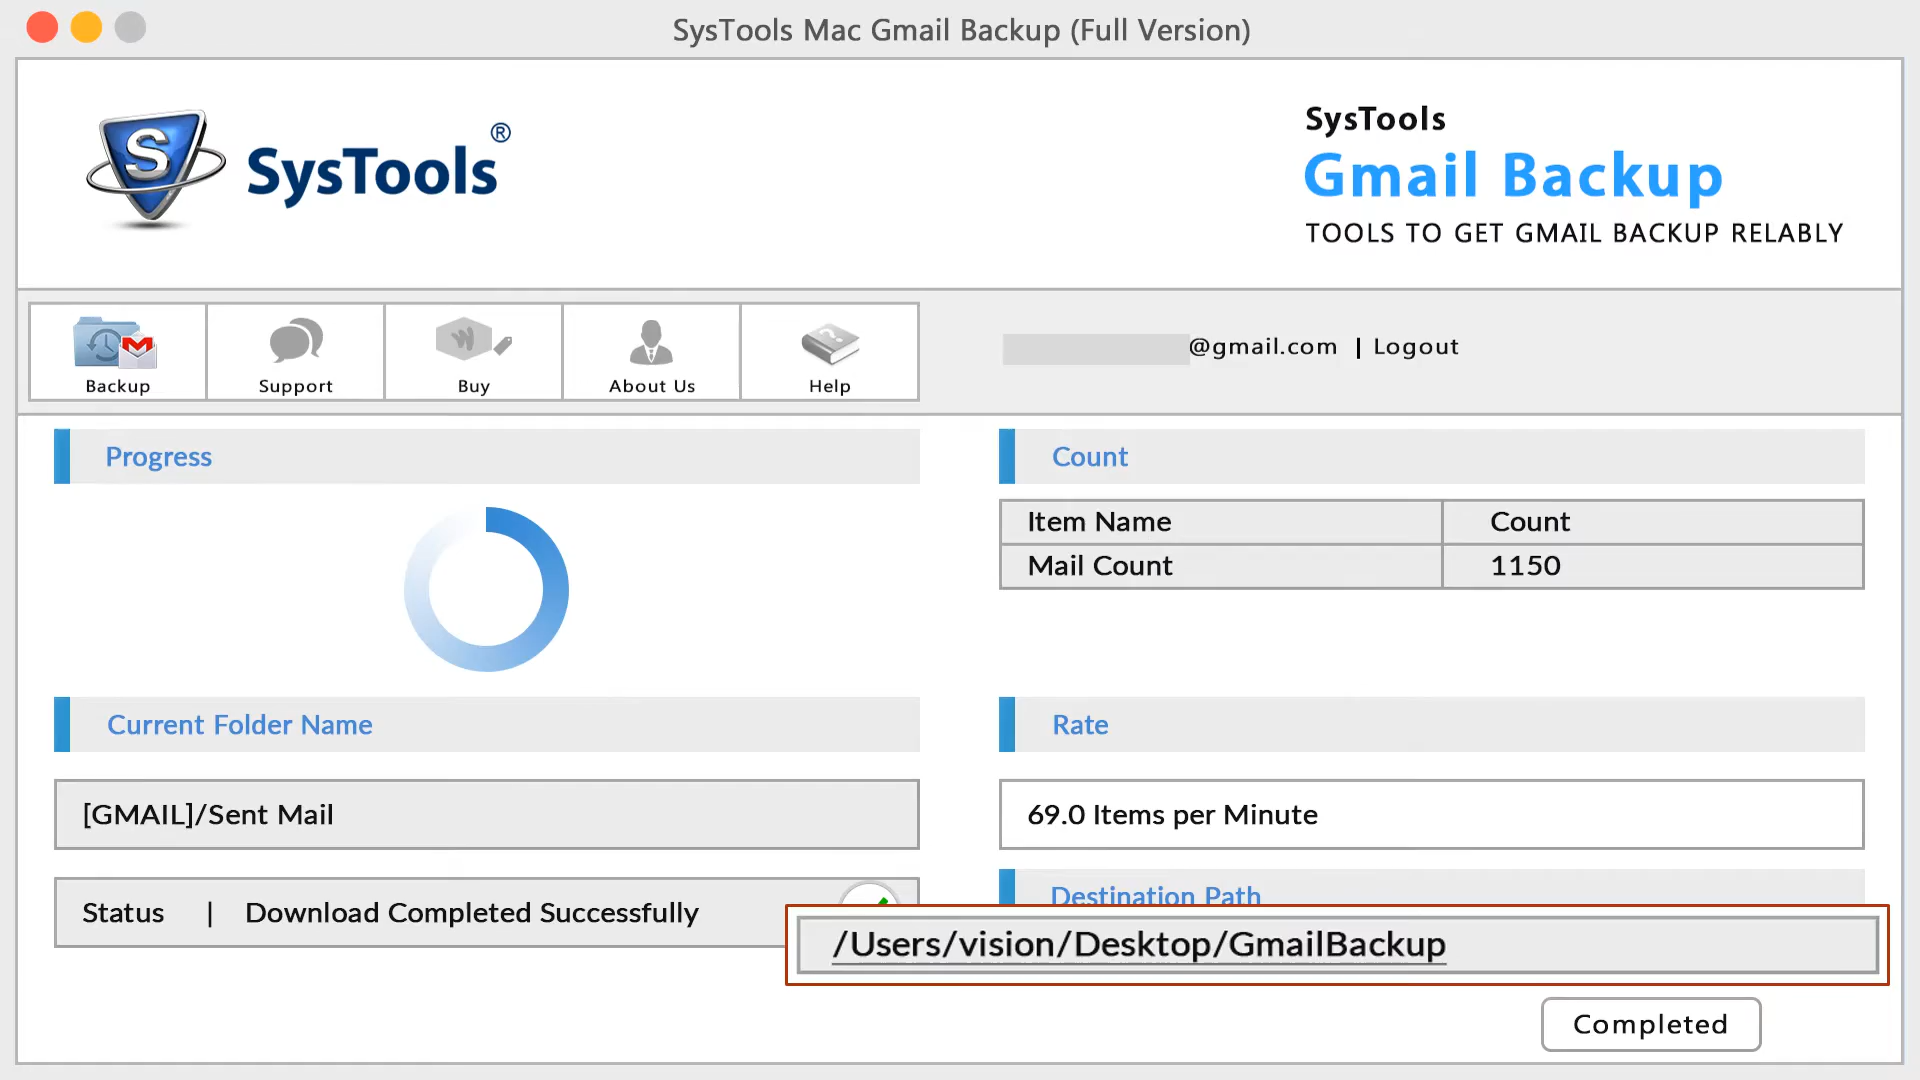 SysTools Mac Gmail Backup (Full Version)
S SysTools®
SysTools
Gmail Backup
TOOLS TO GET GMAIL BACKUP RELABLY
Backup
Support
Buy
About Us
Help
@gmail.com | Logout
Progress
Count
Item Name Count
Mail Count 1150
Current Folder Name
Rate
[GMAIL]/Sent Mail
69.0 Items per Minute
Status | Download Completed Successfully
Destination Path
/Users/vision/Desktop/GmailBackup
Completed